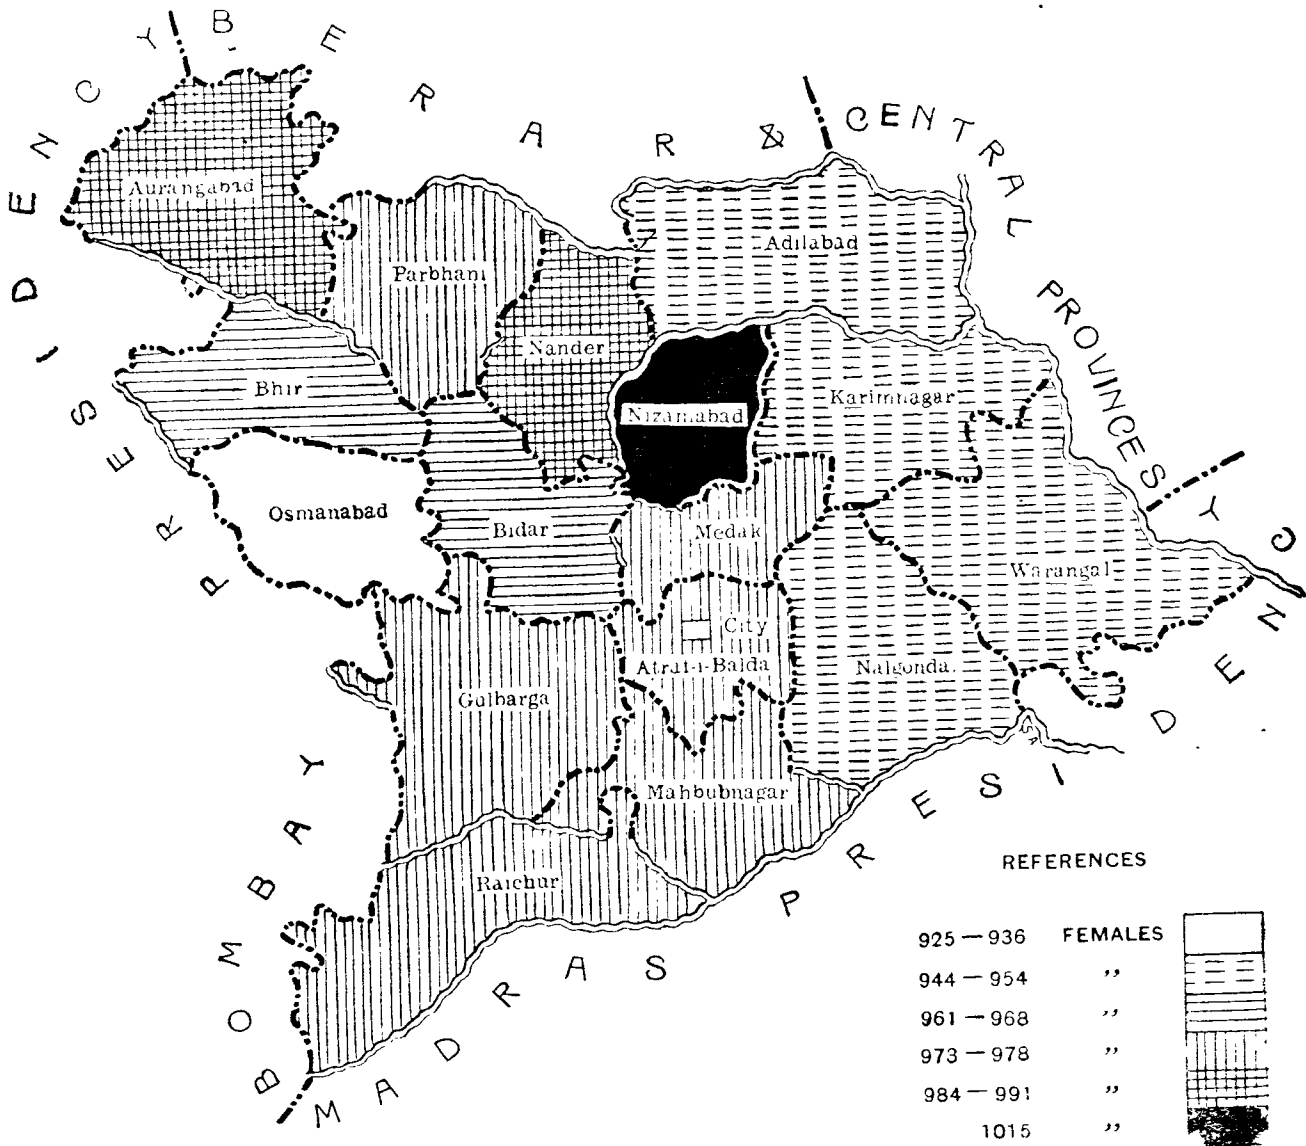 BERAR & CENTRAL PROVINCES
BOMBAY PRESIDENCY
MADRAS PRESIDENCY
Aurangabad
Parbhani
Adilabad
Nander
Bhir
Nizamabad
Karimnagar
Osmanabad
Bidar
Medak
Warangal
City
Atraf-i-Balda
Nalgonda
Gulbarga
Mahbubnagar
Raichur
REFERENCES
925 — 936 FEMALES
944 — 954 ,,
961 — 968 ,,
973 — 978 ,,
984 — 991 ,,
1015 ,,